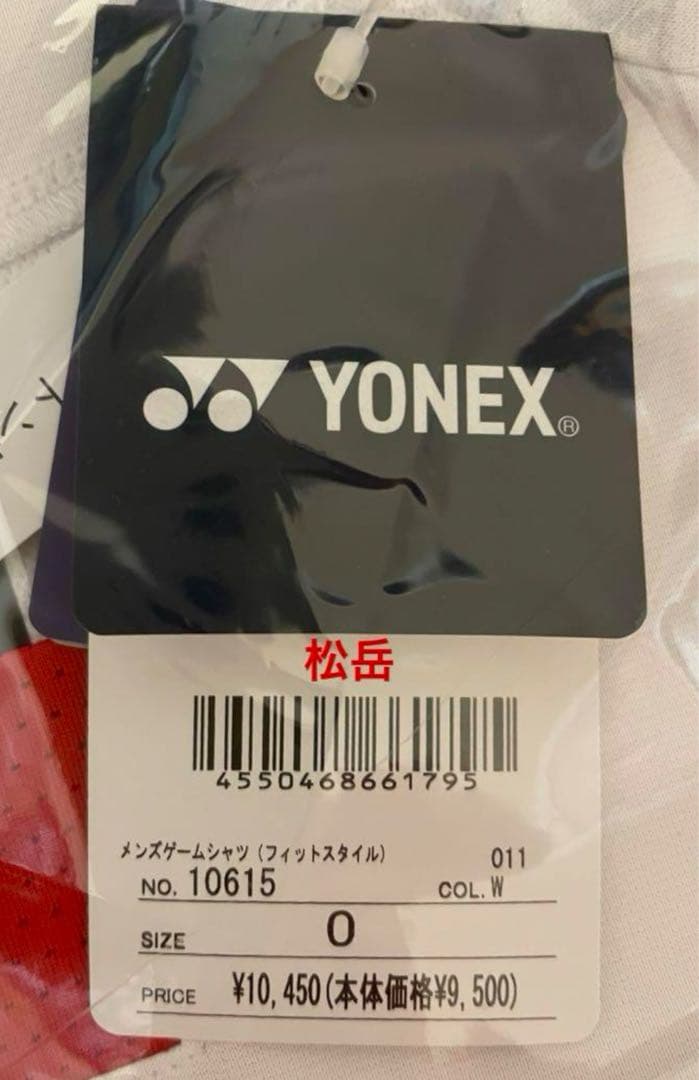 YONEX®
松岳
4550468661795
メンズゲームシャツ(フィットスタイル)
011
NO. 10615
COL. W
SIZE O
PRICE ¥10,450(本体価格¥9,500)